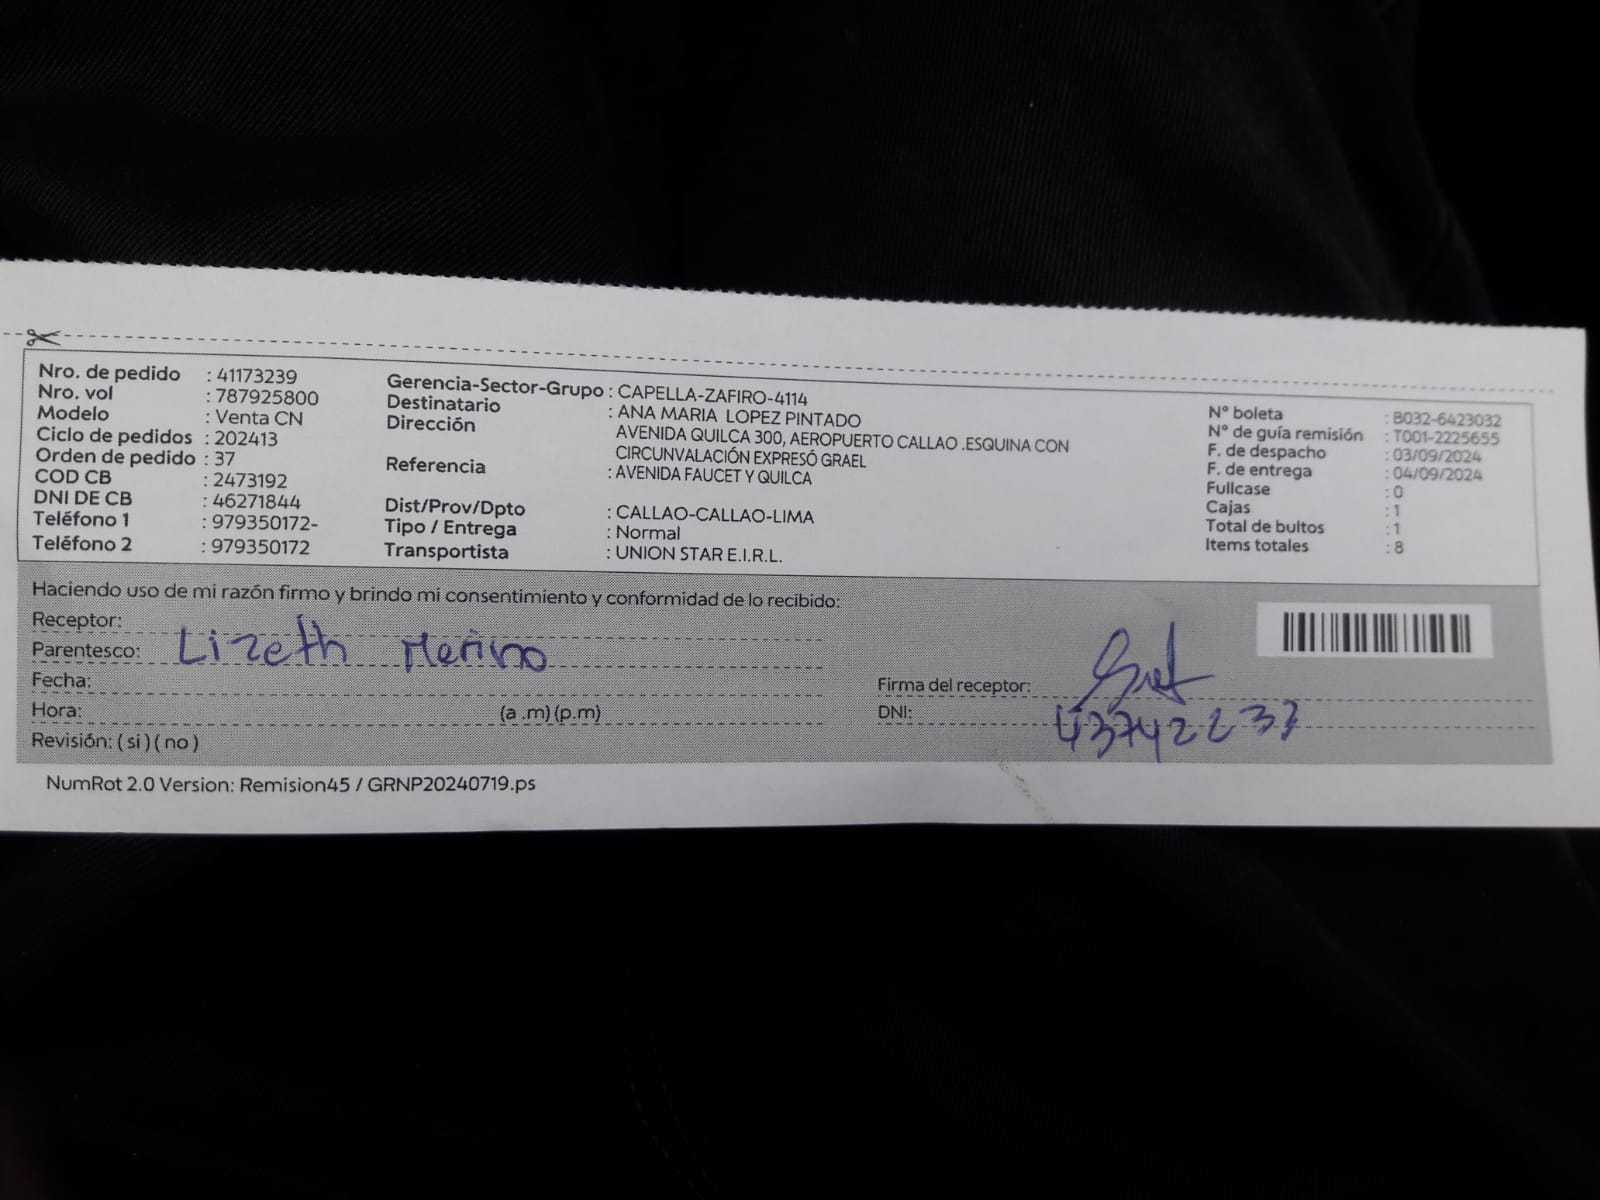 Nro. de pedido : 41173239
Nro. vol : 787925800
Modelo : Venta CN
Ciclo de pedidos : 202413
Orden de pedido : 37
COD CB : 2473192
DNI DE CB : 46271844
Teléfono 1 : 979350172-
Teléfono 2 : 979350172
Gerencia-Sector-Grupo : CAPELLA-ZAFIRO-4114
Destinatario : ANA MARIA LOPEZ PINTADO
Dirección AVENIDA QUILCA 300, AEROPUERTO CALLAO .ESQUINA CON
CIRCUNVALACIÓN EXPRESÓ GRAEL
Referencia : AVENIDA FAUCET Y QUILCA
Dist/Prov/Dpto : CALLAO-CALLAO-LIMA
Tipo / Entrega : Normal
Transportista : UNION STAR E.I.R.L.
N° boleta : B032-6423032
N° de guía remisión : T001-2225655
F. de despacho : 03/09/2024
F. de entrega : 04/09/2024
Fullcase : 0
Cajas : 1
Total de bultos : 1
Items totales : 8
Haciendo uso de mi razón firmo y brindo mi consentimiento y conformidad de lo recibido:
Receptor:
Parentesco: Lizeth Merino
Fecha:
Hora: (a .m)(p.m)
Revisión: ( si ) ( no )
Firma del receptor:
DNI:
NumRot 2.0 Version: Remision45 / GRNP20240719.ps